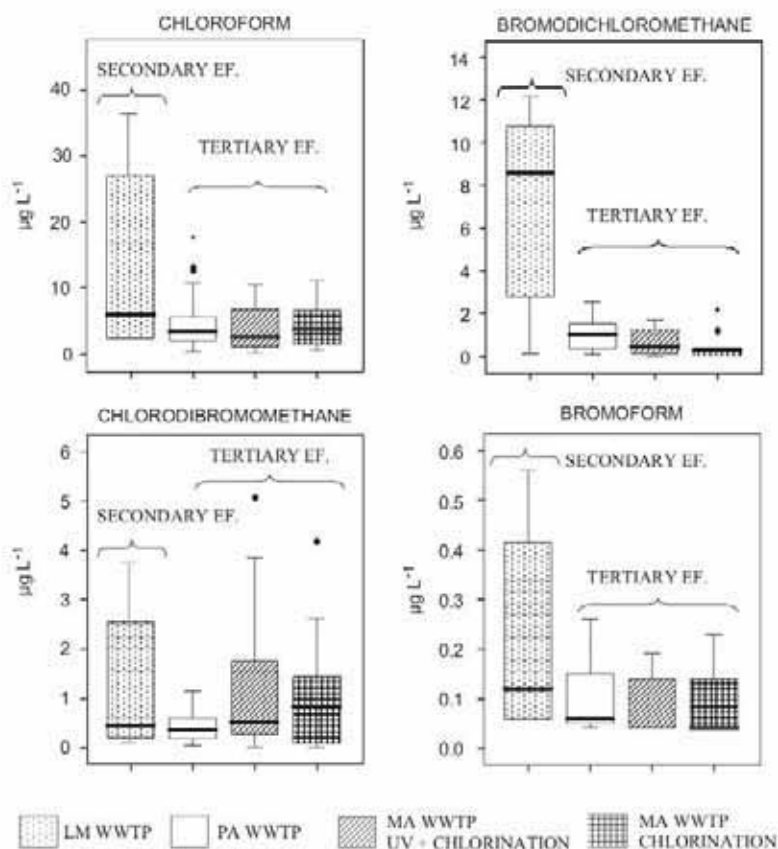 CHLOROFORM
SECONDARY EF.
TERTIARY EF.
µg L⁻¹
40
30
20
10
0
BROMODICHLOROMETHANE
SECONDARY EF.
TERTIARY EF.
µg L⁻¹
14
12
10
8
6
4
2
0
CHLORODIBROMOMETHANE
TERTIARY EF.
SECONDARY EF.
µg L⁻¹
6
5
4
3
2
1
0
BROMOFORM
SECONDARY EF.
TERTIARY EF.
µg L⁻¹
0.6
0.5
0.4
0.3
0.2
0.1
0.0
LM WWTP
PA WWTP
MA WWTP
UV + CHLORINATION
MA WWTP
CHLORINATION